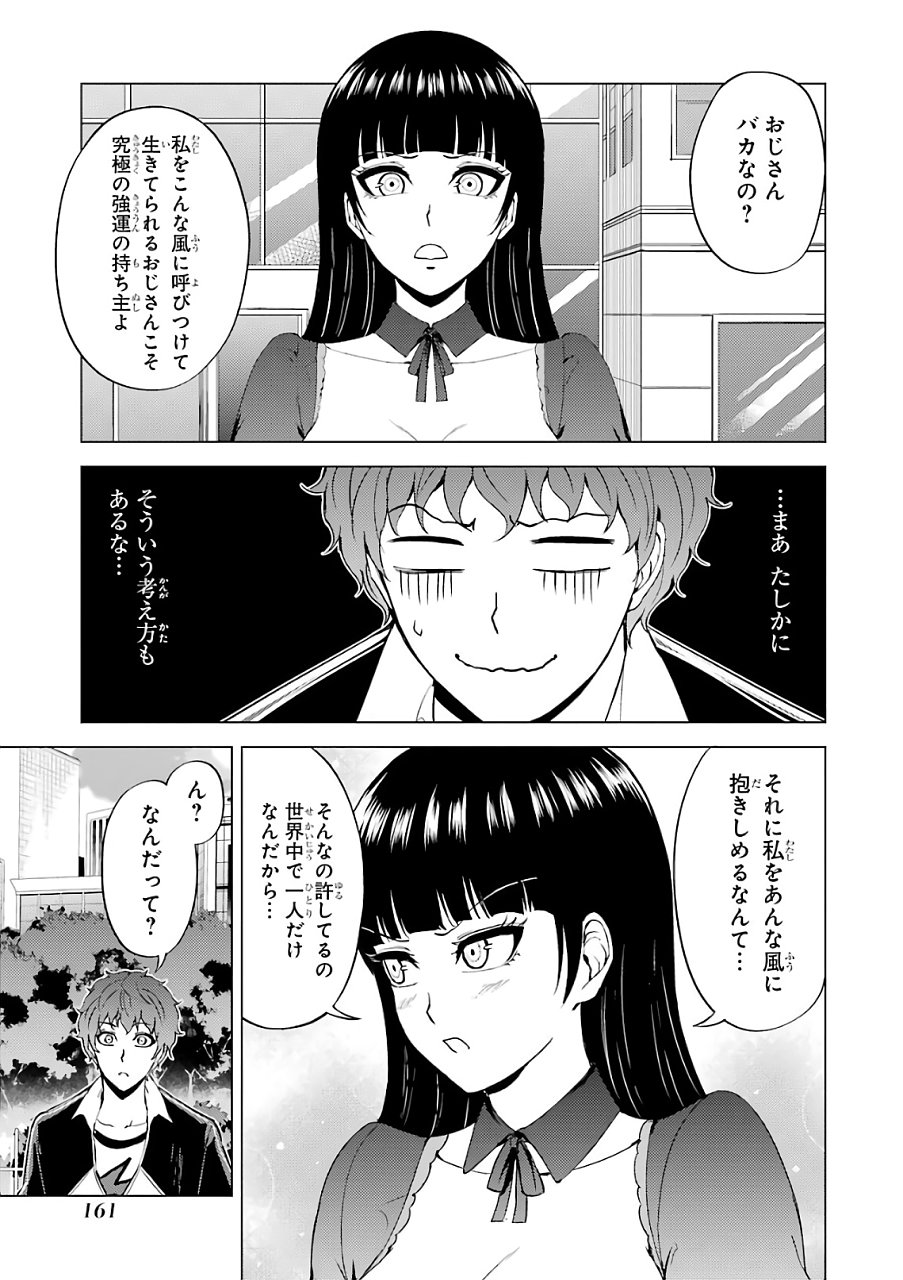 おじさん
バカなの？
私をこんな風に呼びつけて
生きてられるおじさんこそ
究極の強運の持ち主よ
…まぁ たしかに
そういう考え方も
あるな…
それに私をあんな風に
抱きしめるなんて…
そんなの許してるの
世界中で一人だけ
なんだから…
ん？
なんだって？
161